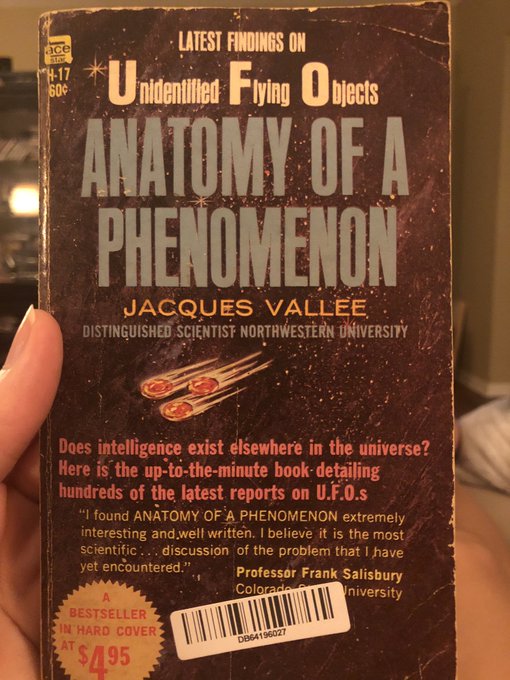 ace
star
H-17
60¢
LATEST FINDINGS ON
Unidentified Flying Objects
ANATOMY OF A
PHENOMENON
JACQUES VALLEE
DISTINGUISHED SCIENTIST NORTHWESTERN UNIVERSITY
Does intelligence exist elsewhere in the universe?
Here is the up-to-the-minute book detailing
hundreds of the latest reports on U.F.O.s
"I found ANATOMY OF A PHENOMENON extremely
interesting and well written. I believe it is the most
scientific . . . discussion of the problem that I have
yet encountered."
Professor Frank Salisbury
Colorado University
A
BESTSELLER
IN HARD COVER
AT $4.95
DB64196027